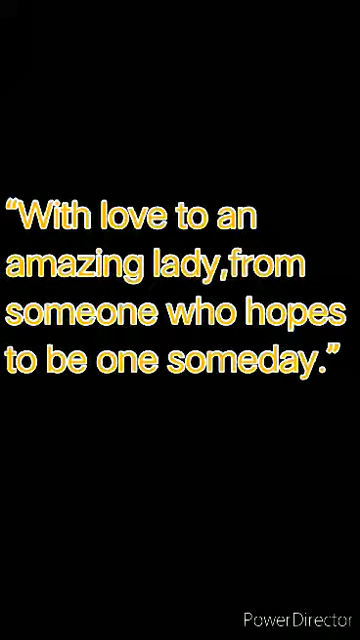 “With love to an
amazing lady,from
someone who hopes
to be one someday.”
PowerDirector